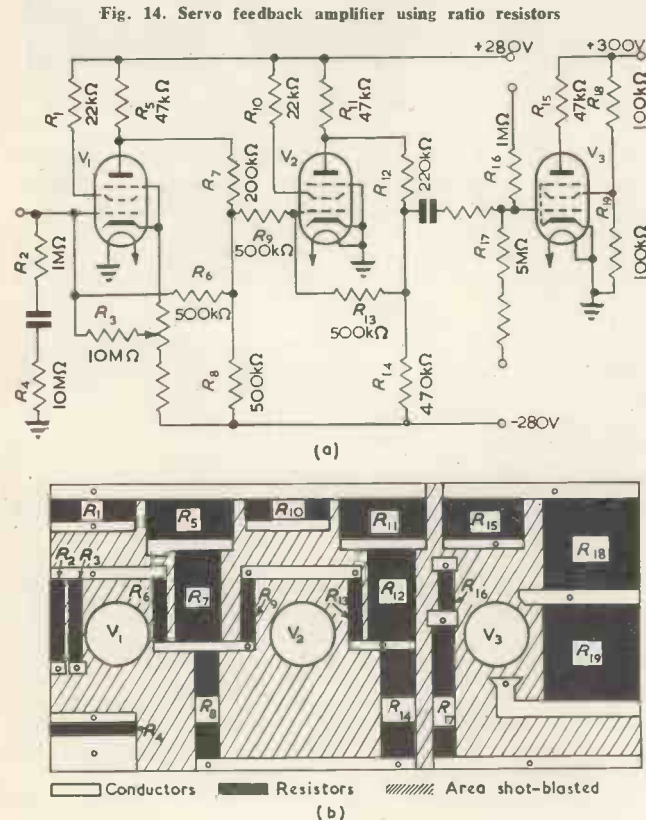 Fig. 14. Servo feedback amplifier using ratio resistors
+280V
+300V
R1
22kΩ
R5
47kΩ
R10
22kΩ
R11
47kΩ
R16
1MΩ
R15
47kΩ
R18
100kΩ
V1
R7
200kΩ
V2
R12
220kΩ
V3
R2
1MΩ
R9
500kΩ
R17
5MΩ
R19
100kΩ
R6
500kΩ
R3
10MΩ
R13
500kΩ
R4
10MΩ
R8
500kΩ
R14
470kΩ
-280V
(a)
R1
R5
R10
R11
R15
R18
R2
R3
R6
R7
R9
R13
R12
R16
V1
V2
V3
R19
R8
R14
R17
R4
Conductors Resistors Area shot-blasted
(b)